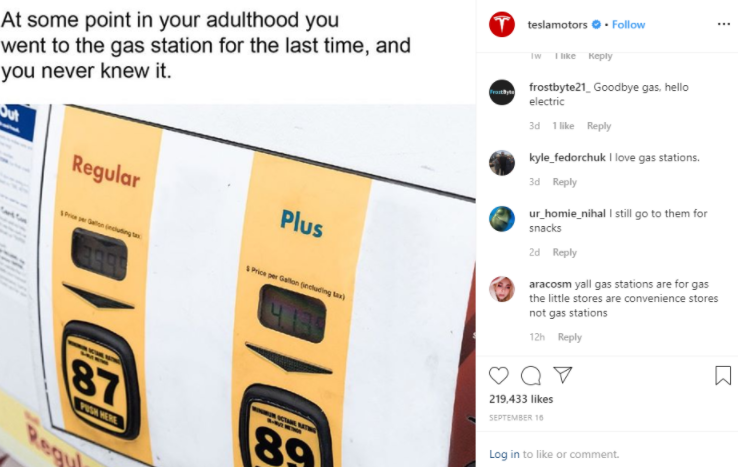 At some point in your adulthood you
went to the gas station for the last time, and
you never knew it.
Out
Regular
$ Price per Gallon (including tax)
MINIMUM OCTANE RATING
87
PUSH HERE
Plus
$ Price per Gallon (including tax)
MINIMUM OCTANE RATING
89
Regul
teslamotors • Follow
1w 1 like Reply
frostbyte21_ Goodbye gas, hello
electric
3d 1 like Reply
kyle_fedorchuk I love gas stations.
3d Reply
ur_homie_nihal I still go to them for
snacks
2d Reply
aracosm yall gas stations are for gas
the little stores are convenience stores
not gas stations
12h Reply
219,433 likes
SEPTEMBER 16
Log in to like or comment.